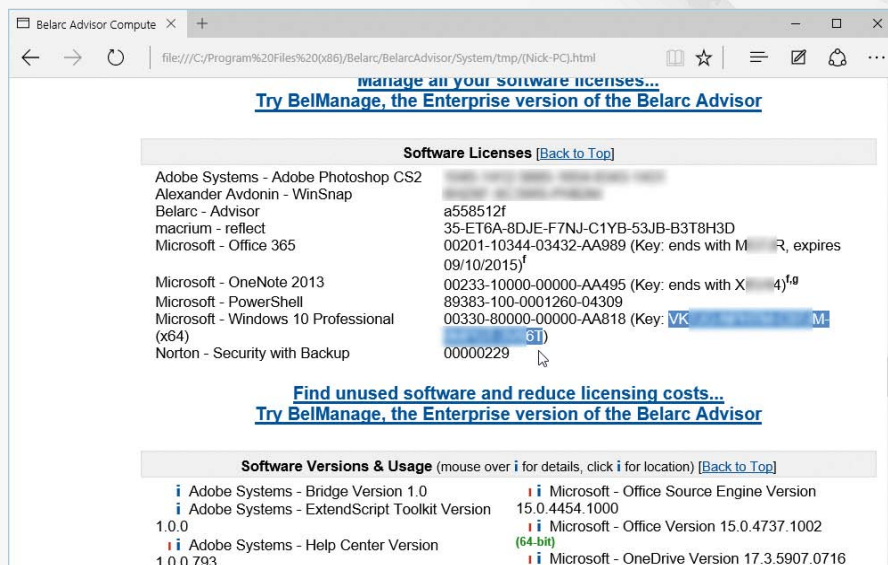 Belarc Advisor Compute
file:///C:/Program%20Files%20(x86)/Belarc/BelarcAdvisor/System/tmp/(Nick-PC).html
Manage all your software licenses...
Try BelManage, the Enterprise version of the Belarc Advisor
Software Licenses [Back to Top]
Adobe Systems - Adobe Photoshop CS2
Alexander Avdonin - WinSnap
Belarc - Advisor a558512f
macrium - reflect 35-ET6A-8DJE-F7NJ-C1YB-53JB-B3T8H3D
Microsoft - Office 365 00201-10344-03432-AA989 (Key: ends with M R, expires
09/10/2015)f
Microsoft - OneNote 2013 00233-10000-00000-AA495 (Key: ends with X 4)f,g
Microsoft - PowerShell 89383-100-0001260-04309
Microsoft - Windows 10 Professional 00330-80000-00000-AA818 (Key: VK M-
(x64) 6T)
Norton - Security with Backup 00000229
Find unused software and reduce licensing costs...
Try BelManage, the Enterprise version of the Belarc Advisor
Software Versions & Usage (mouse over i for details, click i for location) [Back to Top]
i Adobe Systems - Bridge Version 1.0
i Adobe Systems - ExtendScript Toolkit Version
1.0.0
i i Adobe Systems - Help Center Version
1.0.0.793
i i Microsoft - Office Source Engine Version
15.0.4454.1000
i i Microsoft - Office Version 15.0.4737.1002
(64-bit)
i i Microsoft - OneDrive Version 17.3.5907.0716